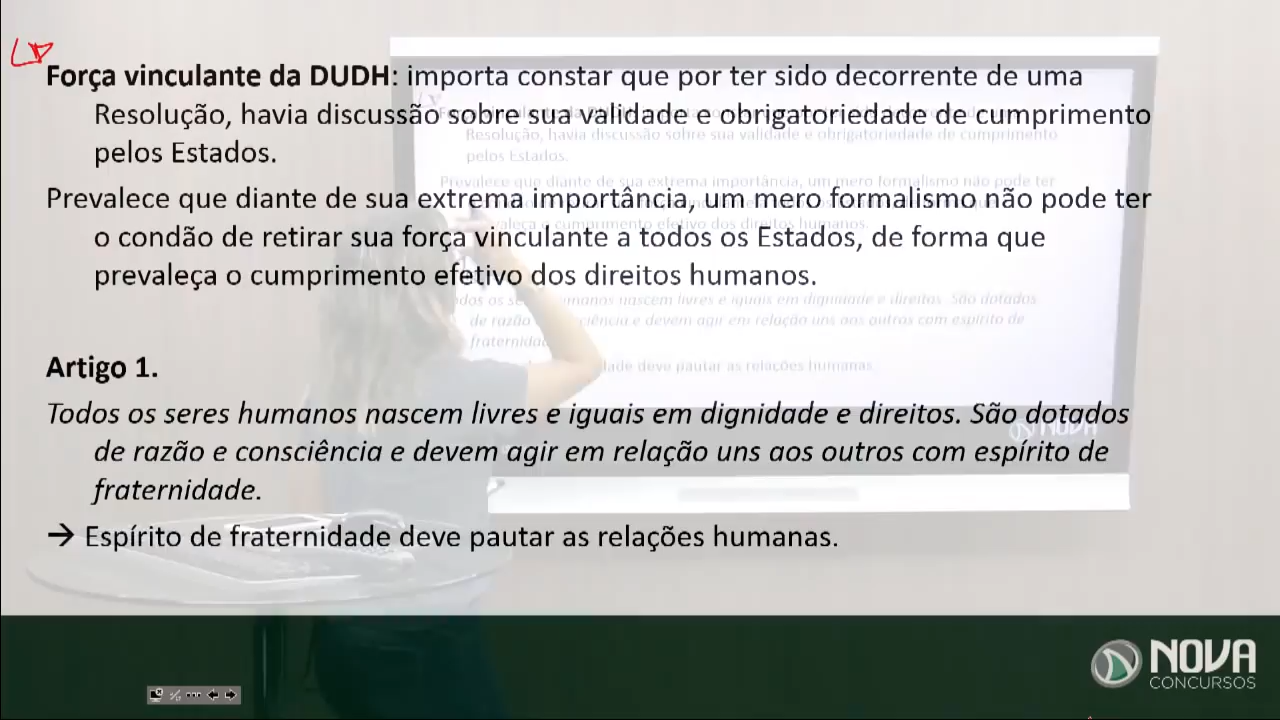 Força vinculante da DUDH: importa constar que por ter sido decorrente de uma
Resolução, havia discussão sobre sua validade e obrigatoriedade de cumprimento
pelos Estados.
Prevalece que diante de sua extrema importância, um mero formalismo não pode ter
o condão de retirar sua força vinculante a todos os Estados, de forma que
prevaleça o cumprimento efetivo dos direitos humanos.
Artigo 1.
Todos os seres humanos nascem livres e iguais em dignidade e direitos. São dotados
de razão e consciência e devem agir em relação uns aos outros com espírito de
fraternidade.
→ Espírito de fraternidade deve pautar as relações humanas.
NOVA
CONCURSOS